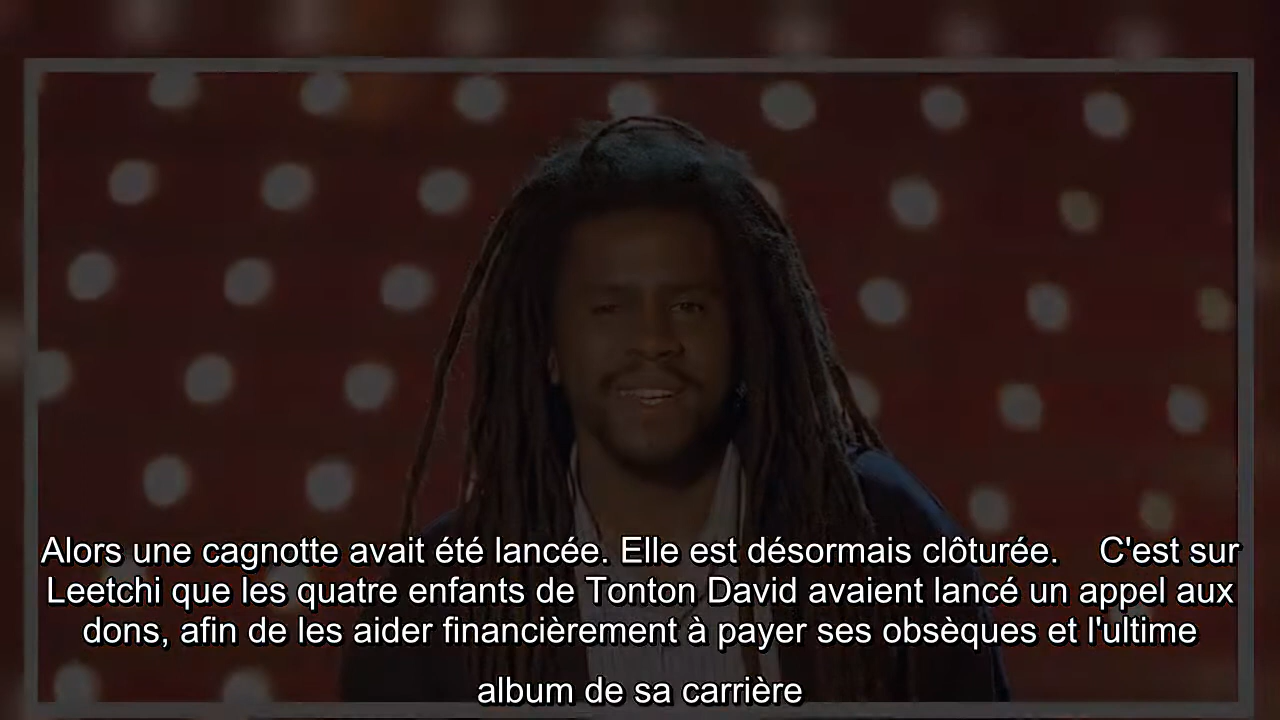 Alors une cagnotte avait été lancée. Elle est désormais clôturée.    C'est sur
Leetchi que les quatre enfants de Tonton David avaient lancé un appel aux
dons, afin de les aider financièrement à payer ses obsèques et l'ultime
album de sa carrière